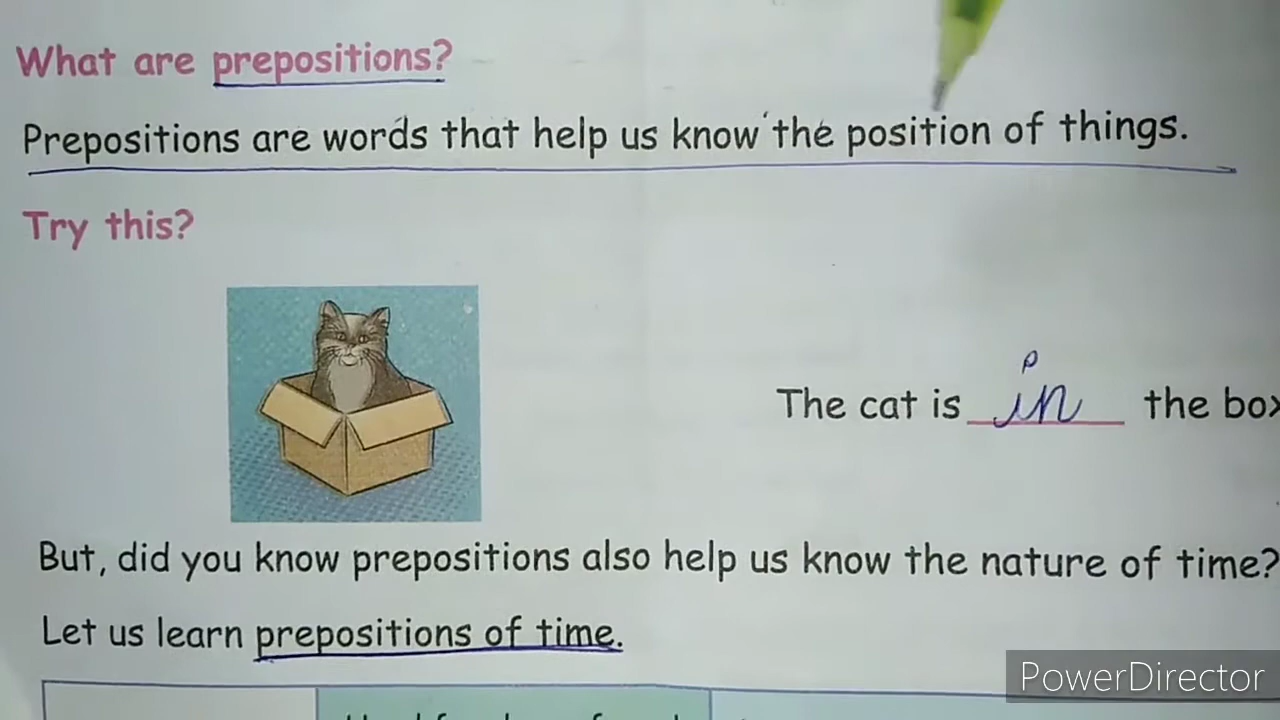 What are prepositions?
Prepositions are words that help us know the position of things.
Try this?
P
The cat is in the box
But, did you know prepositions also help us know the nature of time?
Let us learn prepositions of time.
PowerDirector